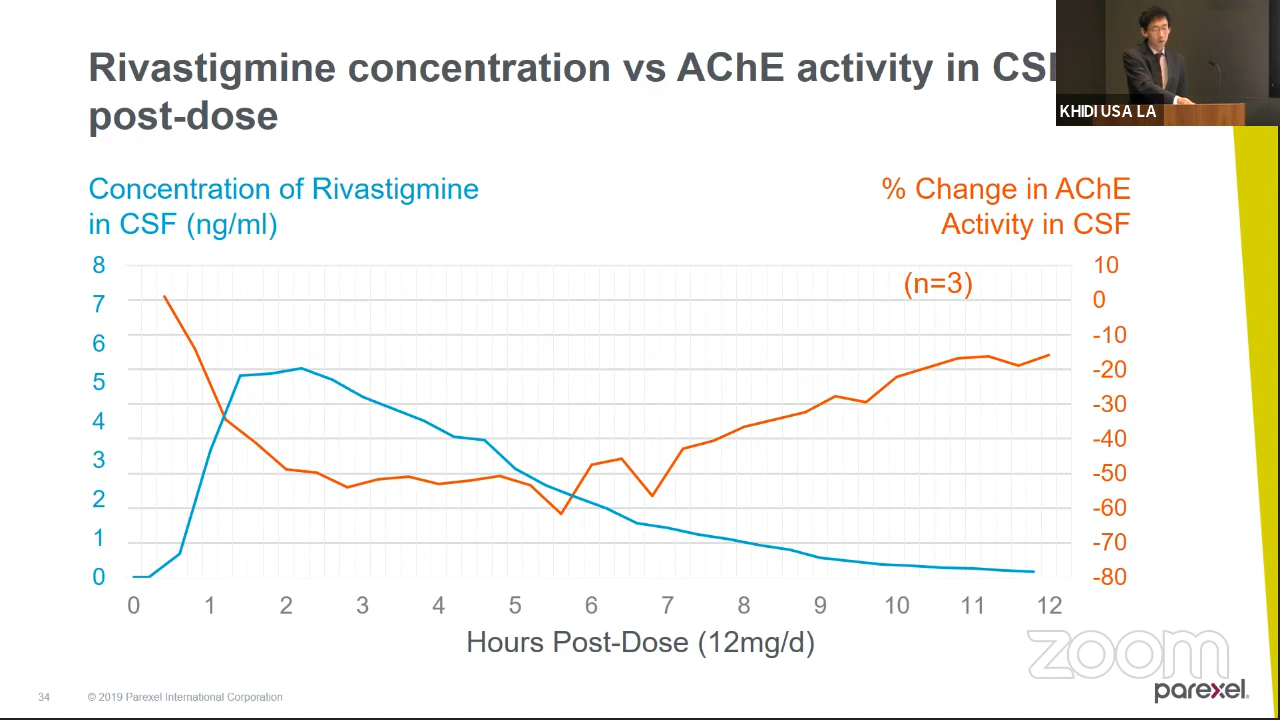 Rivastigmine concentration vs AChE activity in CSF
post-dose
KHIDI USA LA
Concentration of Rivastigmine
in CSF (ng/ml)
% Change in AChE
Activity in CSF
(n=3)
8
7
6
5
4
3
2
1
0
10
0
-10
-20
-30
-40
-50
-60
-70
-80
0 1 2 3 4 5 6 7 8 9 10 11 12
Hours Post-Dose (12mg/d)
zoom
34
© 2019 Parexel International Corporation
parexel.